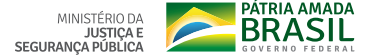 MINISTÉRIO DA
JUSTIÇA E
SEGURANÇA PÚBLICA
PÁTRIA AMADA
BRASIL
GOVERNO FEDERAL